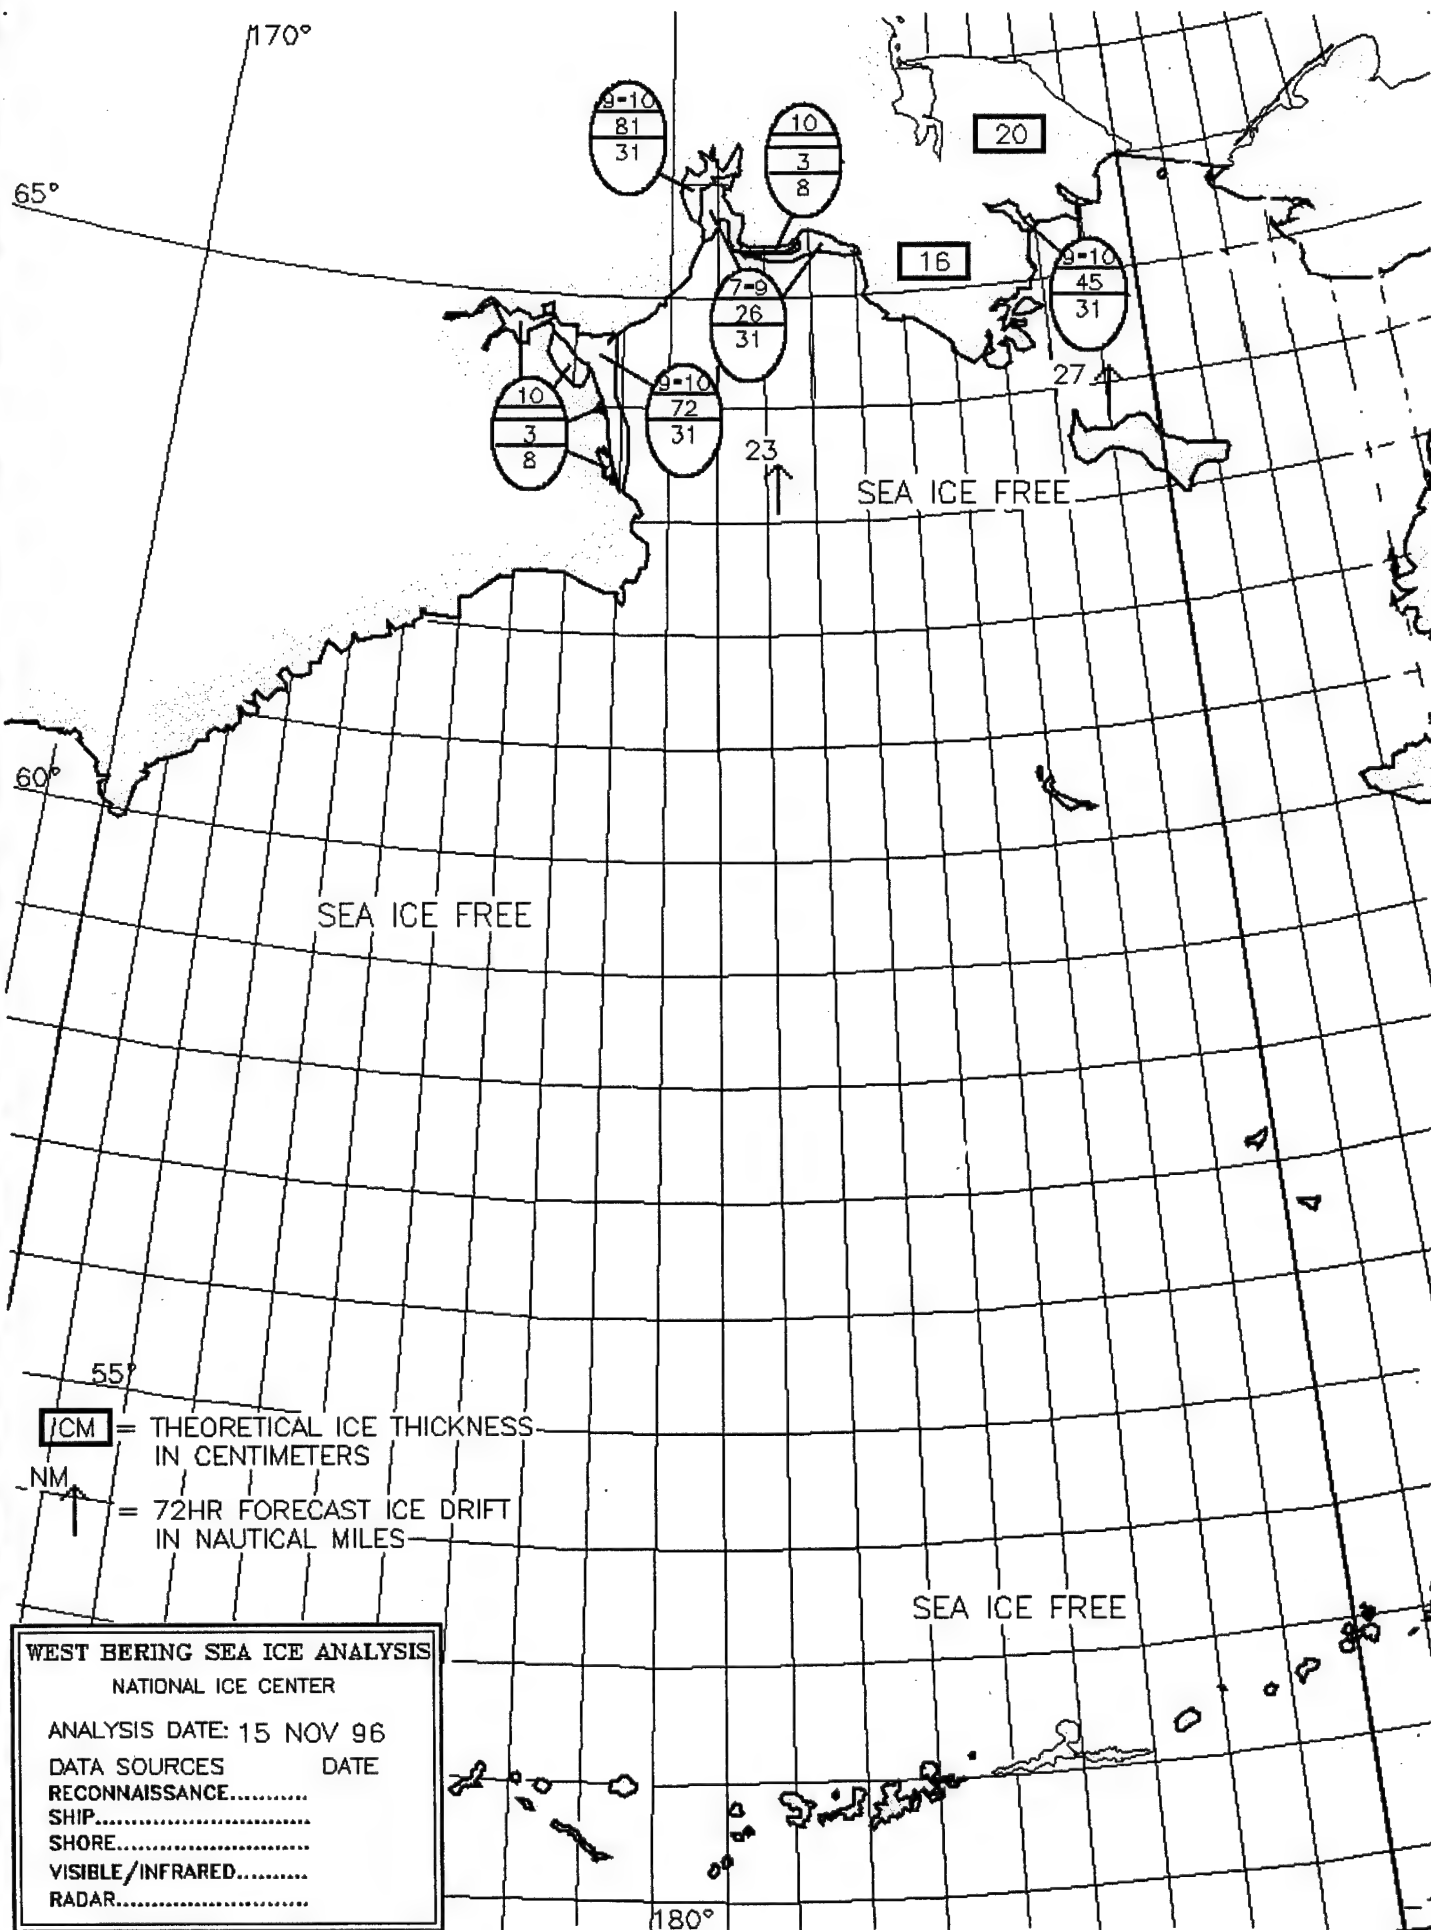 170°
9-10
81
31
10
3
8
20
65°
16
9-10
45
31
7-9
26
31
27
10
3
8
9-10
72
31
23
SEA ICE FREE
60°
SEA ICE FREE
55°
CM = THEORETICAL ICE THICKNESS
IN CENTIMETERS
NM
= 72HR FORECAST ICE DRIFT
IN NAUTICAL MILES
SEA ICE FREE
WEST BERING SEA ICE ANALYSIS
NATIONAL ICE CENTER
ANALYSIS DATE: 15 NOV 96
DATA SOURCES DATE
RECONNAISSANCE..........
SHIP..............................
SHORE...........................
VISIBLE/INFRARED..........
RADAR...........................
180°